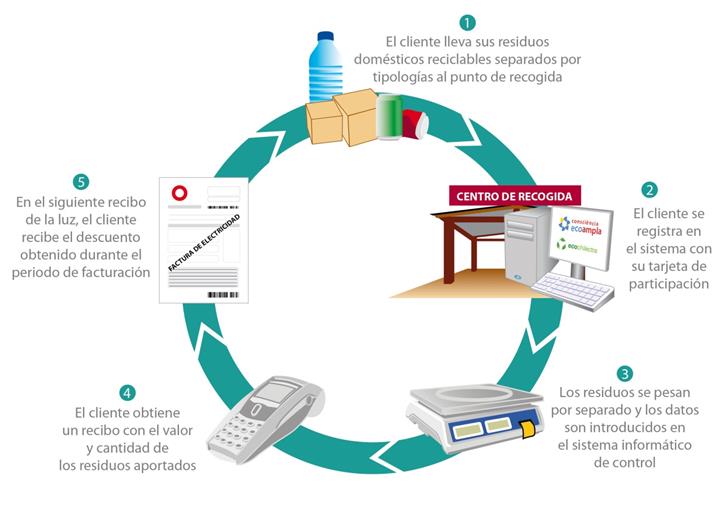 1
El cliente lleva sus residuos
domésticos reciclables separados por
tipologías al punto de recogida
CENTRO DE RECOGIDA
consciência
ecoampla
ecochilectra
2
El cliente se
registra en
el sistema con
su tarjeta de
participación
3
Los residuos se pesan
por separado y los datos
son introducidos en
el sistema informático
de control
4
El cliente obtiene
un recibo con el valor
y cantidad de
los residuos aportados
5
En el siguiente recibo
de la luz, el cliente
recibe el descuento
obtenido durante el
periodo de facturación
FACTURA DE ELECTRICIDAD